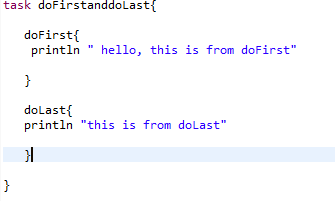 task doFirstanddoLast{
doFirst{
println " hello, this is from doFirst"
}
doLast{
println "this is from doLast"
}
}